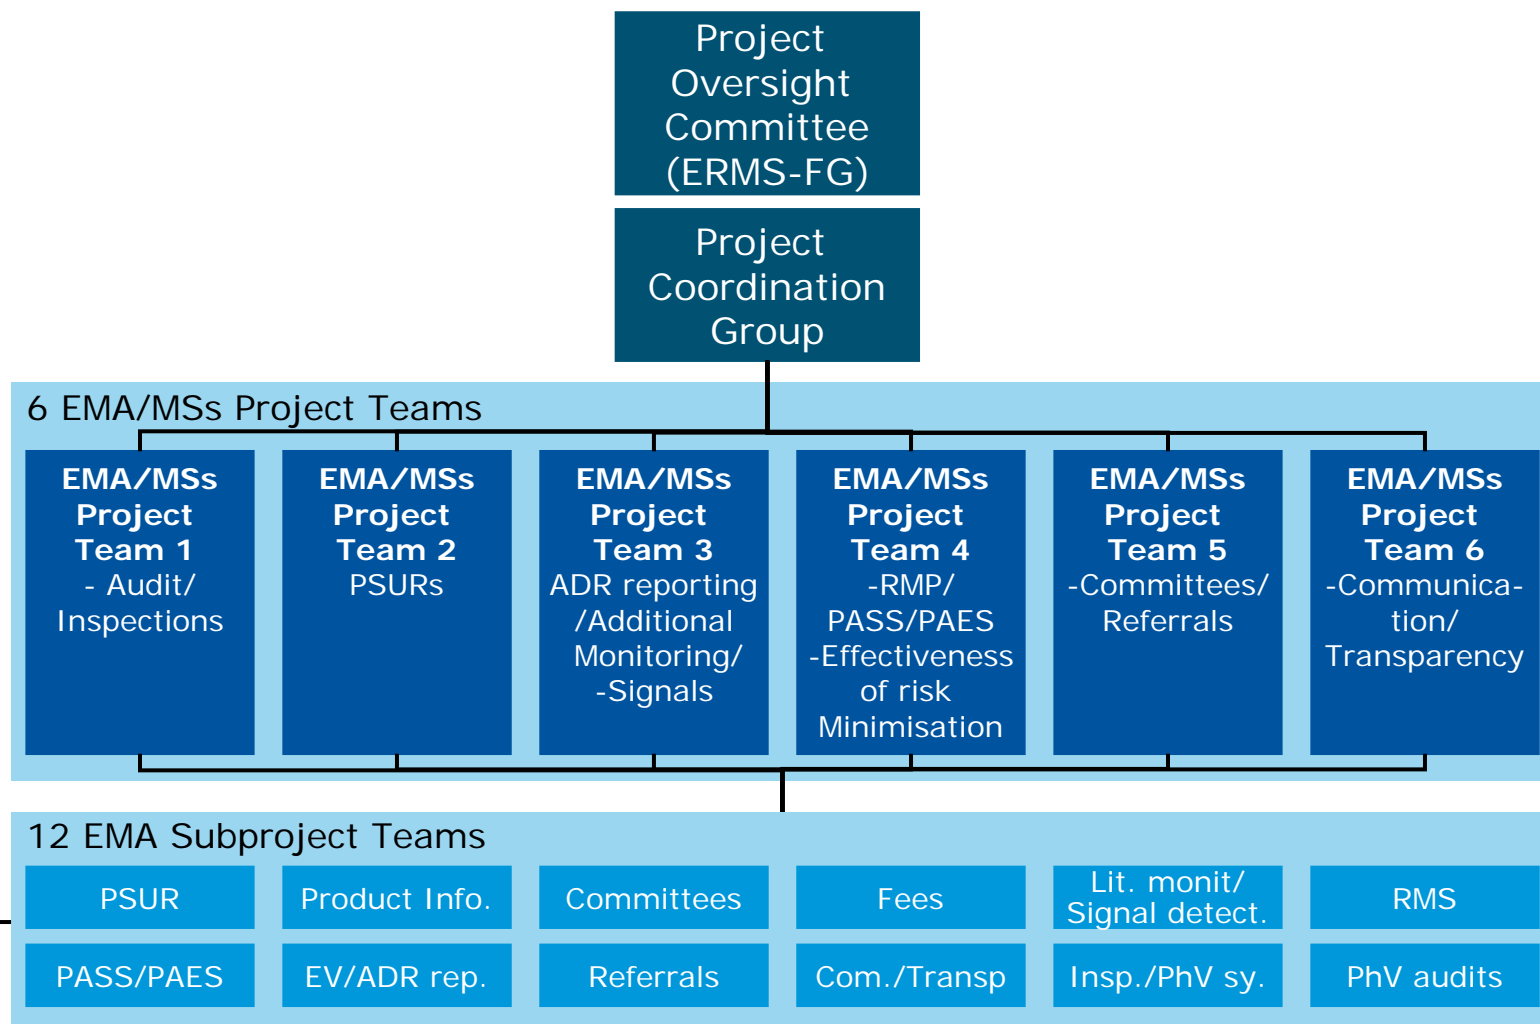 Project
Oversight
Committee
(ERMS-FG)
Project
Coordination
Group
6 EMA/MSs Project Teams
EMA/MSs
Project
Team 1
- Audit/
Inspections
EMA/MSs
Project
Team 2
PSURs
EMA/MSs
Project
Team 3
ADR reporting
/Additional
Monitoring/
-Signals
EMA/MSs
Project
Team 4
-RMP/
PASS/PAES
-Effectiveness
of risk
Minimisation
EMA/MSs
Project
Team 5
-Committees/
Referrals
EMA/MSs
Project
Team 6
-Communica-
tion/
Transparency
12 EMA Subproject Teams
PSUR
Product Info.
Committees
Fees
Lit. monit/
Signal detect.
RMS
PASS/PAES
EV/ADR rep.
Referrals
Com./Transp
Insp./PhV sy.
PhV audits